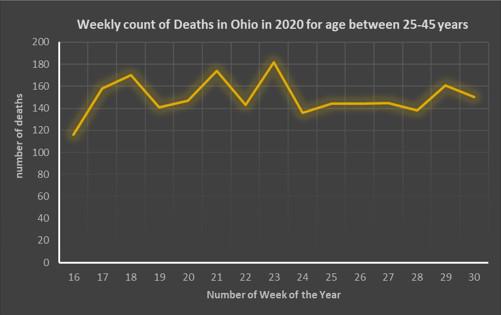 Weekly count of Deaths in Ohio in 2020 for age between 25-45 years
200
180
160
140
120
100
80
60
40
20
0
number of deaths
16 17 18 19 20 21 22 23 24 25 26 27 28 29 30
Number of Week of the Year